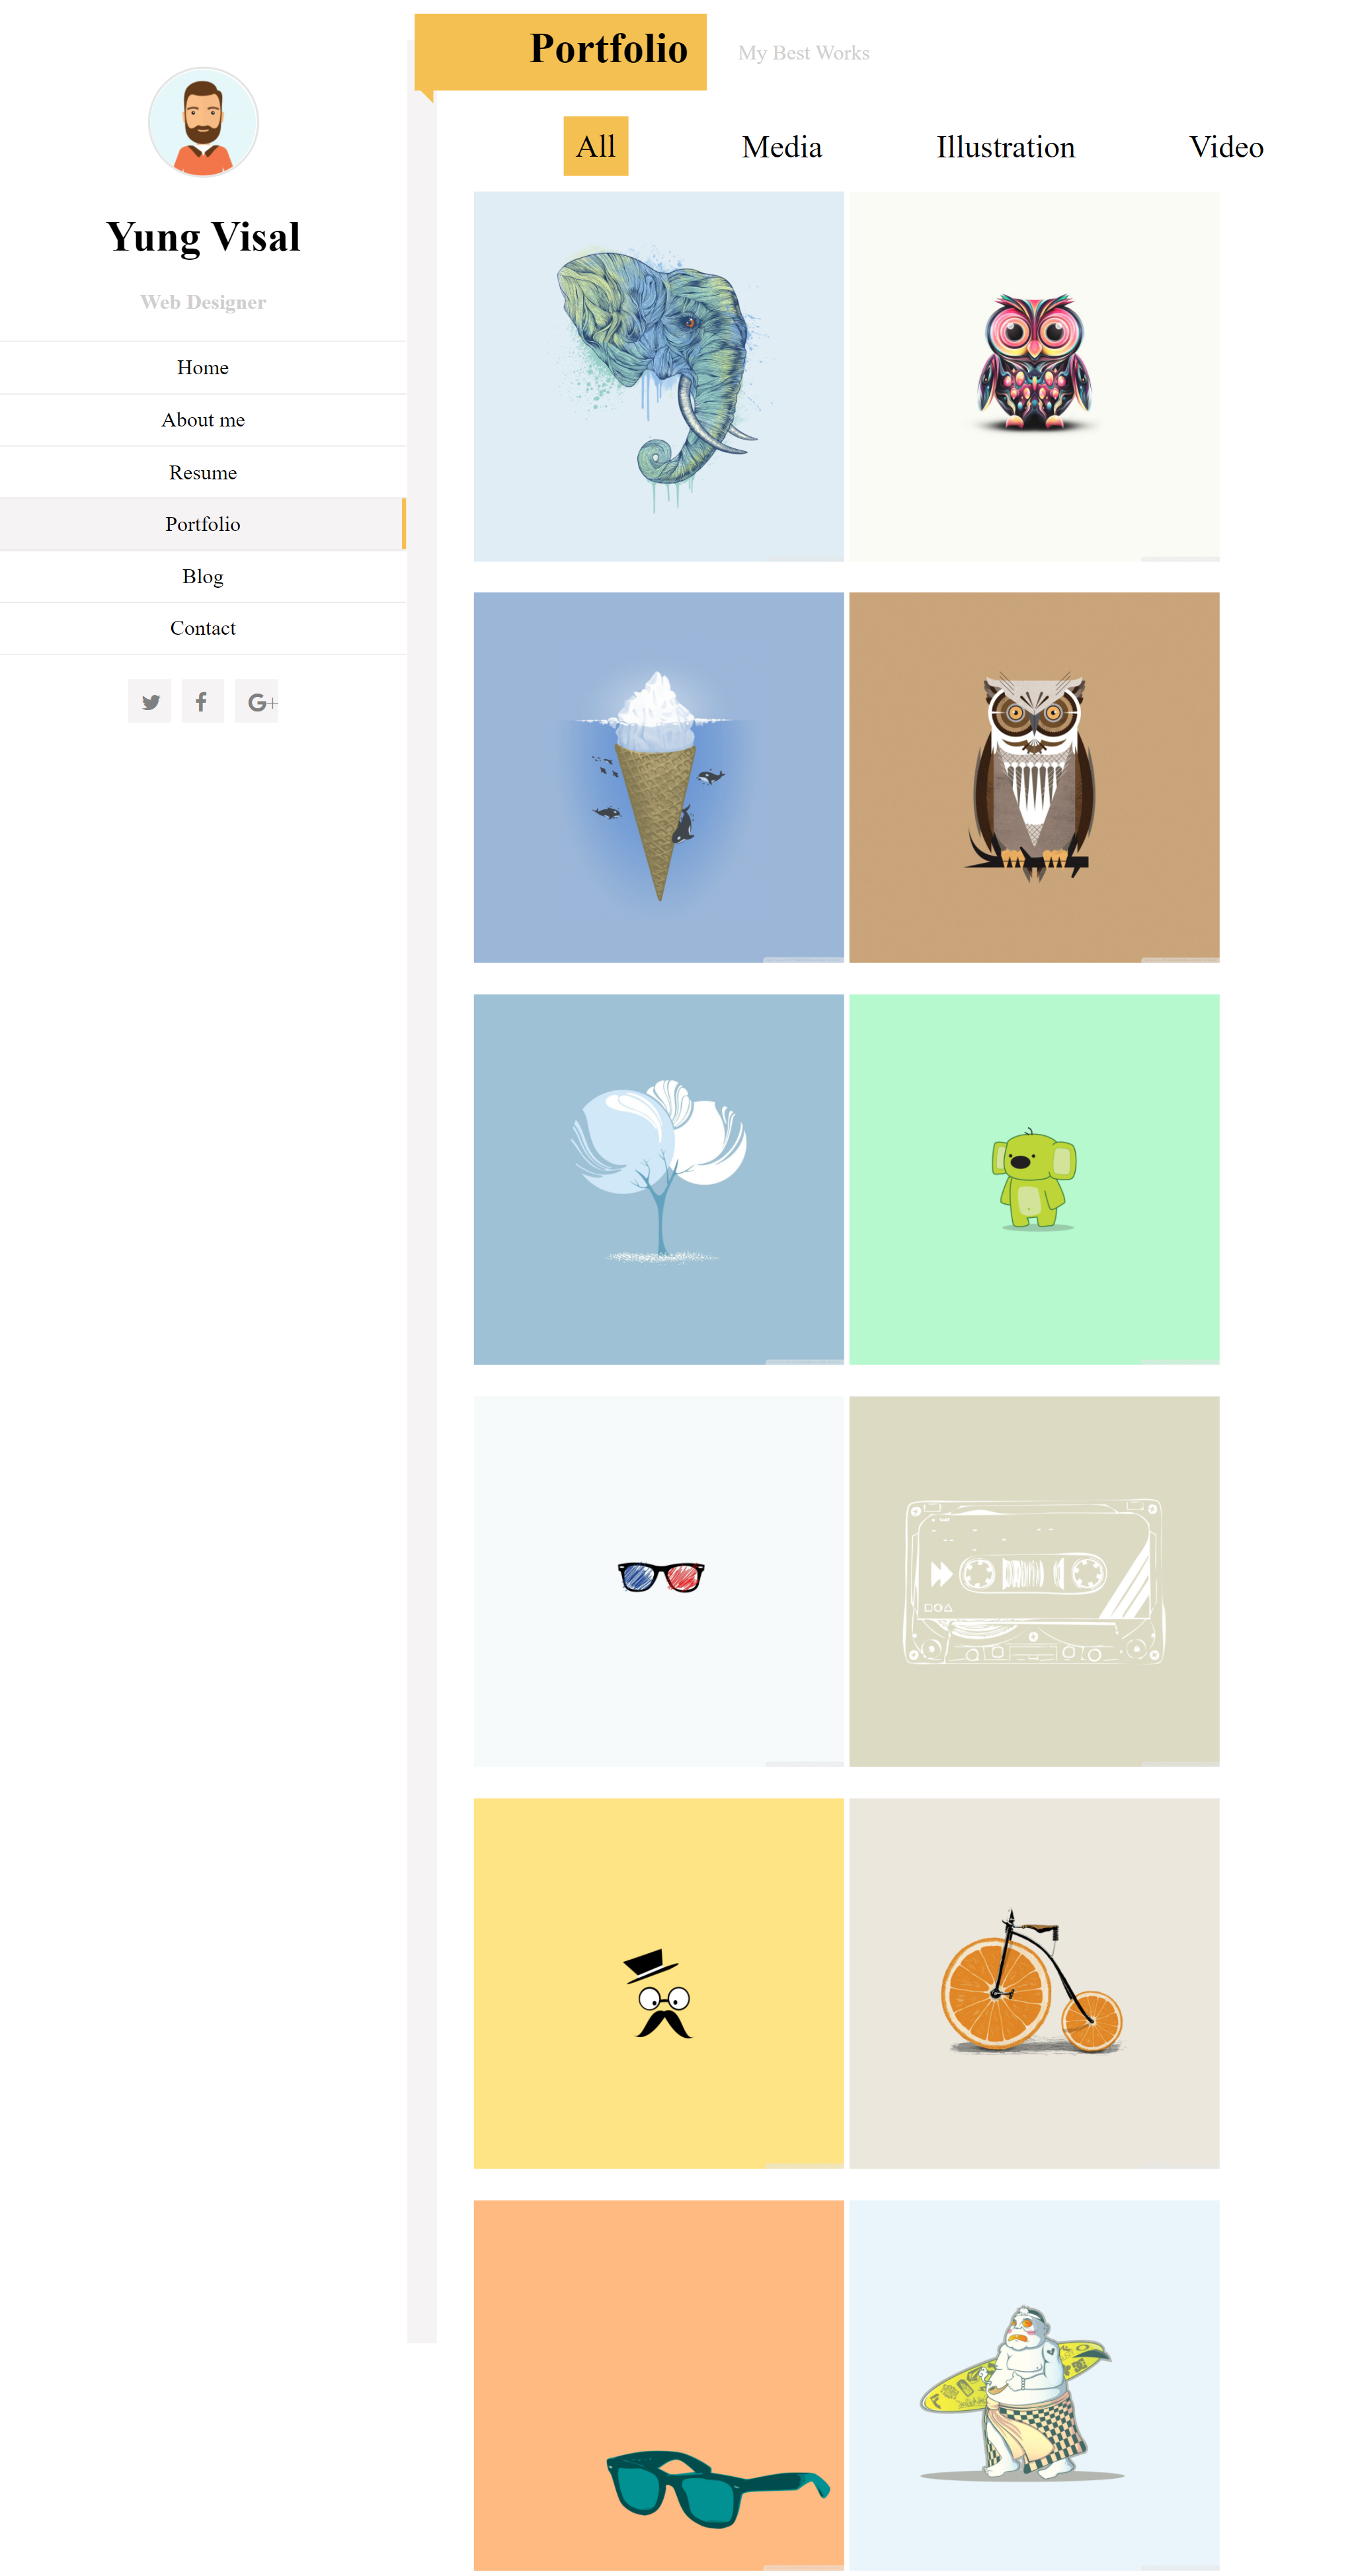 Yung Visal
Web Designer
Home
About me
Resume
Portfolio
Blog
Contact
Portfolio
My Best Works
All
Media
Illustration
Video